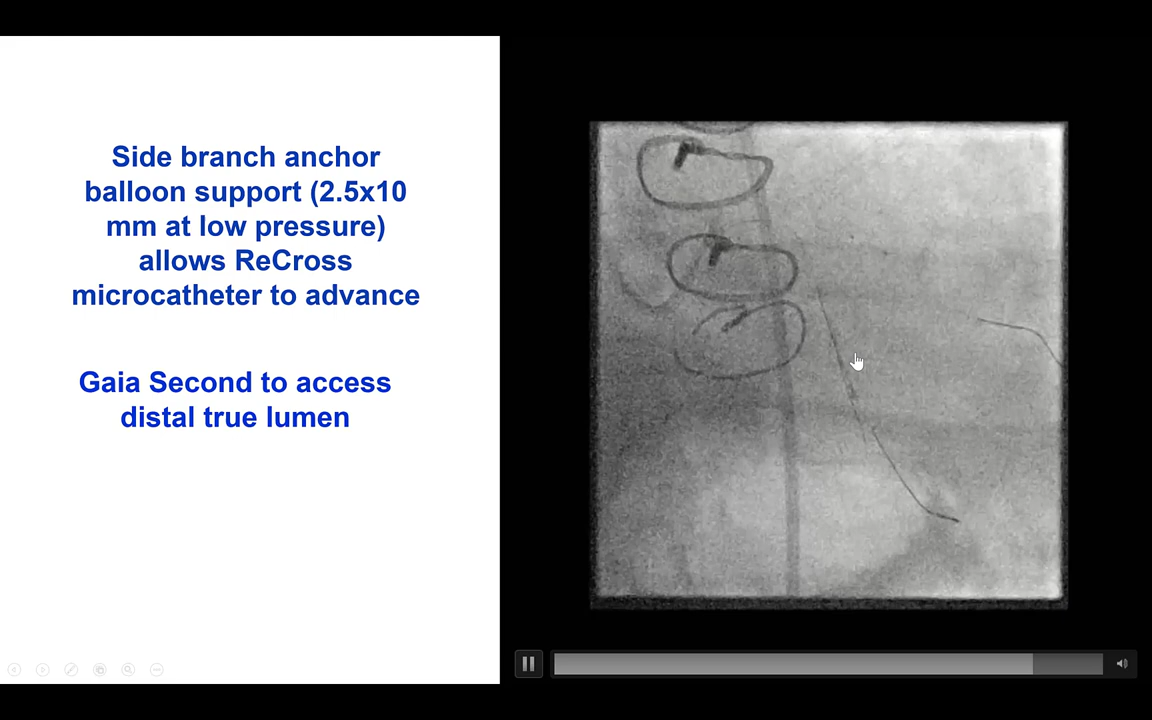 Side branch anchor
balloon support (2.5x10
mm at low pressure)
allows ReCross
microcatheter to advance
Gaia Second to access
distal true lumen